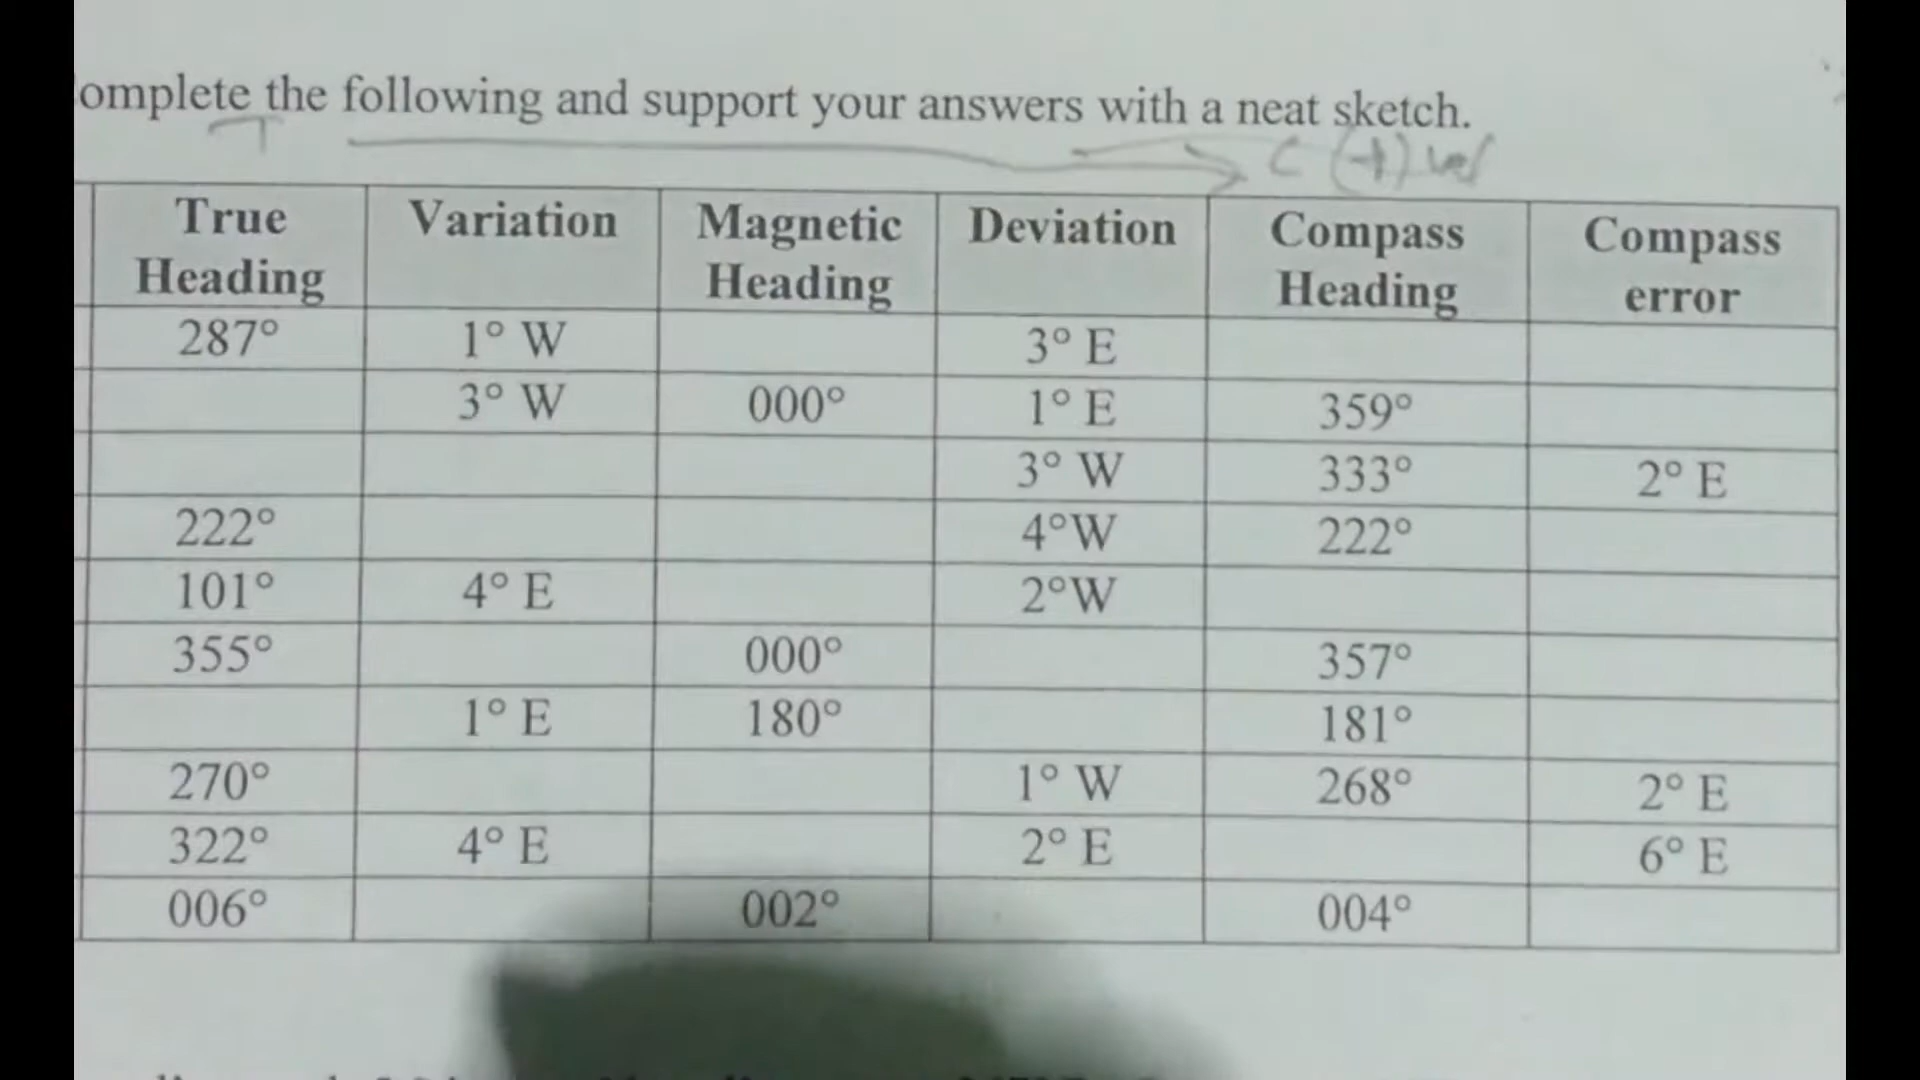 omplete the following and support your answers with a neat sketch.
T C (+)
True Heading Variation Magnetic Heading Deviation Compass Heading Compass error
287° 1° W 3° E
3° W 000° 1° E 359°
3° W 333° 2° E
222° 4°W 222°
101° 4° E 2°W
355° 000° 357°
1° E 180° 181°
270° 1° W 268° 2° E
322° 4° E 2° E 6° E
006° 002° 004°